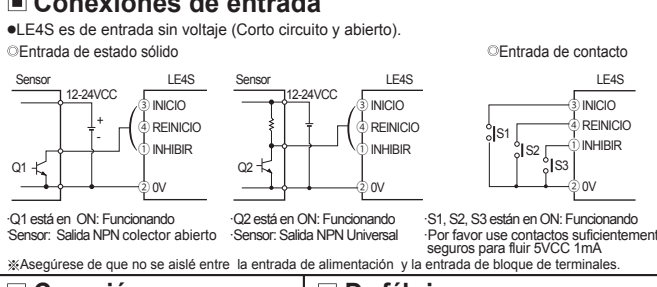 ■ Conexiones de entrada
●LE4S es de entrada sin voltaje (Corto circuito y abierto).
◎Entrada de estado sólido
◎Entrada de contacto
Sensor
LE4S
12-24VCC
+
-
③ INICIO
④ REINICIO
① INHIBIR
② 0V
Q1
Sensor
LE4S
12-24VCC
③ INICIO
④ REINICIO
① INHIBIR
② 0V
Q2
LE4S
③ INICIO
④ REINICIO
① INHIBIR
② 0V
S1
S2
S3
·Q1 está en ON: Funcionando
·Sensor: Salida NPN colector abierto
·Q2 está en ON: Funcionando
·Sensor: Salida NPN Universal
·S1, S2, S3 están en ON: Funcionando
·Por favor use contactos suficientement
seguros para fluir 5VCC 1mA
※Asegúrese de que no se aislé entre la entrada de alimentación y la entrada de bloque de terminales.